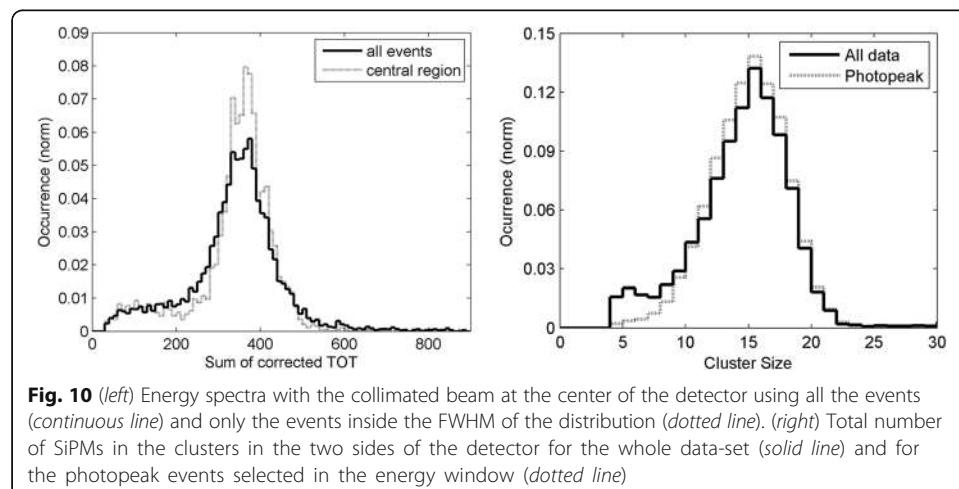 all events
central region
0.09
0.08
0.07
0.06
0.05
0.04
0.03
0.02
0.01
0
Occurrence (norm)
0 200 400 600 800
Sum of corrected TOT
All data
Photopeak
0.15
0.12
0.09
0.06
0.03
0
Ocurrence (norm)
0 5 10 15 20 25 30
Cluster Size
Fig. 10 (left) Energy spectra with the collimated beam at the center of the detector using all the events
(continuous line) and only the events inside the FWHM of the distribution (dotted line). (right) Total number
of SiPMs in the clusters in the two sides of the detector for the whole data-set (solid line) and for
the photopeak events selected in the energy window (dotted line)